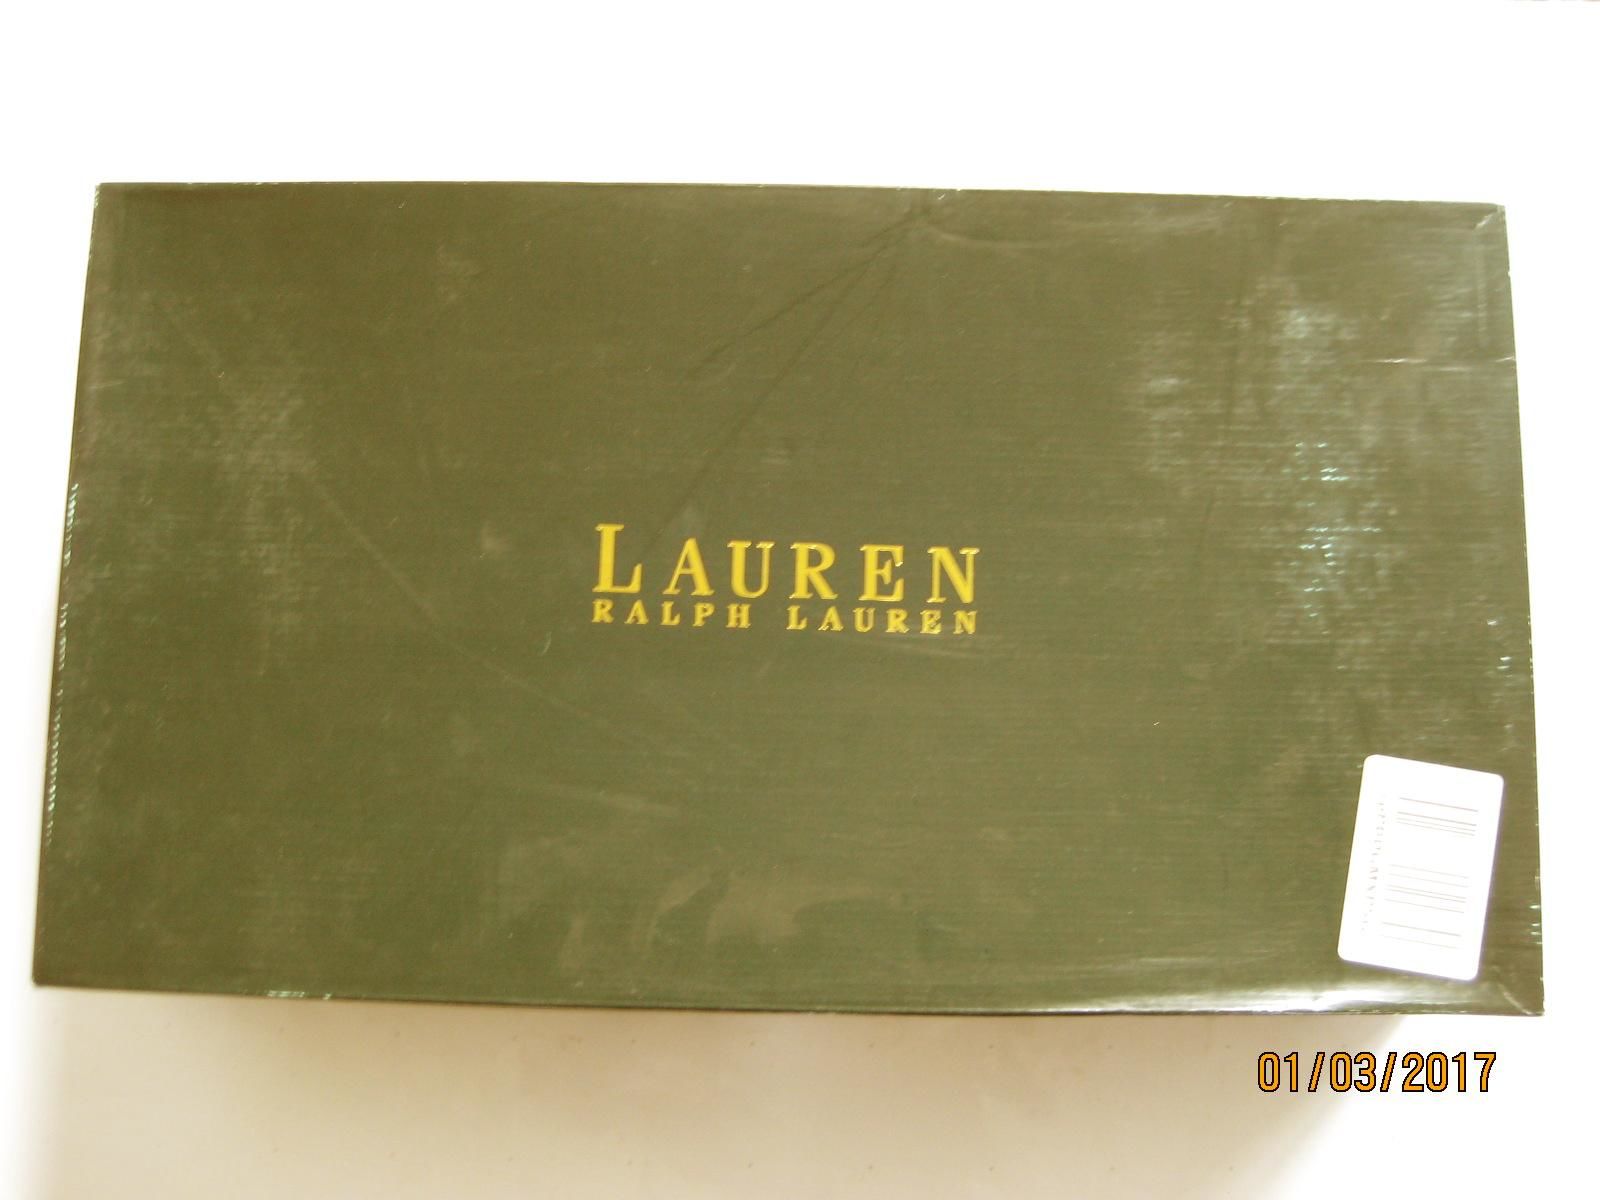 LAUREN
RALPH LAUREN
01/03/2017